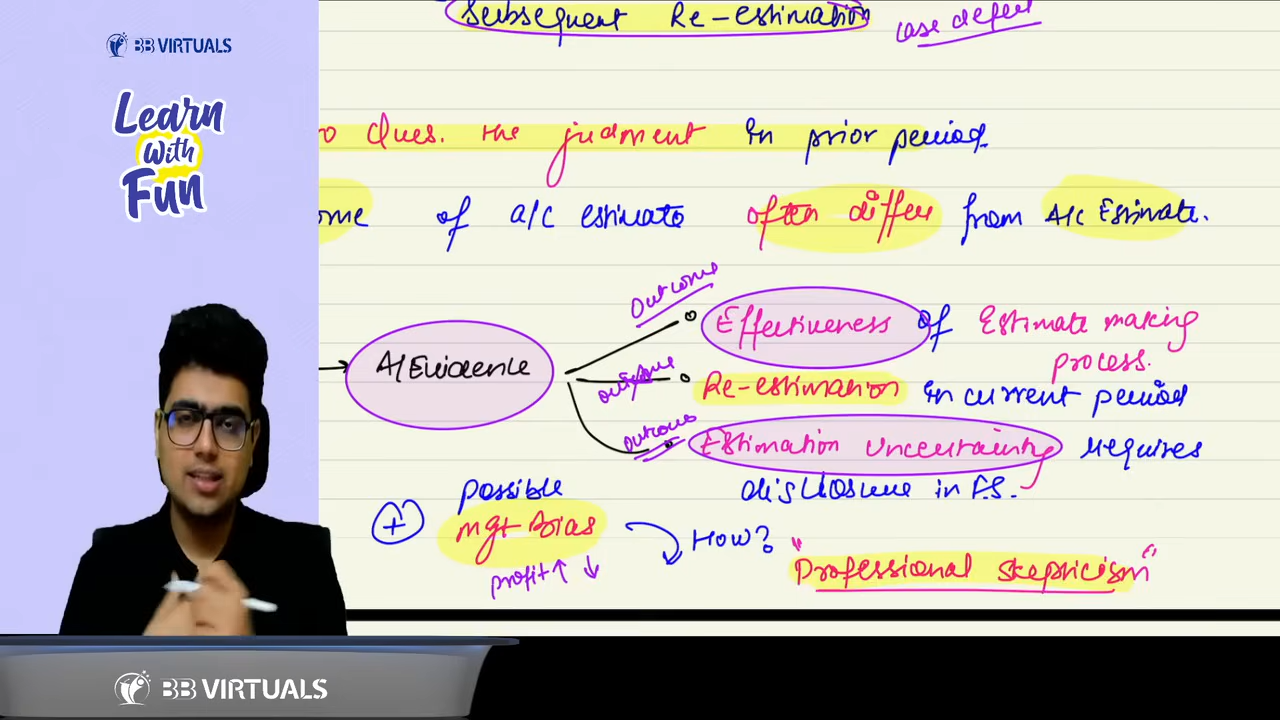 BB VIRTUALS
Learn
With
Fun
Subsequent Re-estimation
case defect
the judment in prior period.
ome of a/c estimate often differ from A/c Estimate.
Outcome
Effectiveness of Estimate making
process.
A/Evidence
outcome
Re-estimation in current period
outcome
Estimation Uncertainty requires
disclosure in F.S.
+
possible
mgt Bias
How?
profit ↑ ↓
"Professional skepticism"
BB VIRTUALS